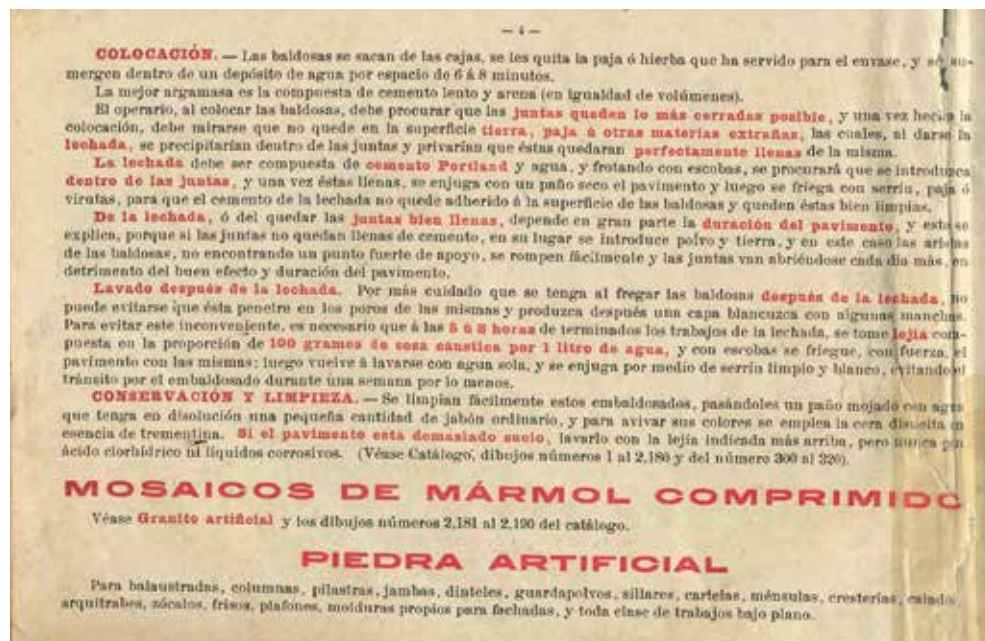 — 4 —
COLOCACIÓN. — Las baldosas se sacan de las cajas, se les quita la paja ó hierba que ha servido para el envase, y se su-
mergen dentro de un depósito de agua por espacio de 6 á 8 minutos.
La mejor argamasa es la compuesta de cemento lento y arena (en igualdad de volúmenes).
El operario, al colocar las baldosas, debe procurar que las juntas queden lo más cerradas posible, y una vez hecha la
colocación, debe mirarse que no quede en la superficie tierra, paja ú otras materias extrañas, las cuales, al darse la
lechada, se precipitarían dentro de las juntas y privarían que éstas quedaran perfectamente llenas de la misma.
La lechada debe ser compuesta de cemento Portland y agua, y frotando con escobas, se procurará que se introduzca
dentro de las juntas, y una vez éstas llenas, se enjuga con un paño seco el pavimento y luego se friega con serrín, paja ó
virutas, para que el cemento de la lechada no quede adherido á la superficie de las baldosas y queden éstas bien limpias.
De la lechada, ó del quedar las juntas bien llenas, depende en gran parte la duración del pavimento, y esto se
explica, porque si las juntas no quedan llenas de cemento, en su lugar se introduce polvo y tierra, y en este caso las aristas
de las baldosas, no encontrando un punto fuerte de apoyo, se rompen fácilmente y las juntas van abriéndose cada día más, en
detrimento del buen efecto y duración del pavimento.
Lavado después de la lechada. Por más cuidado que se tenga al fregar las baldosas después de la lechada, no
puede evitarse que ésta penetre en los poros de las mismas y produzca después una capa blancuzca con algunas manchas.
Para evitar este inconveniente, es necesario que á las 5 ú 8 horas de terminados los trabajos de la lechada, se tome lejía com-
puesta en la proporción de 100 gramos de sosa cáustica por 1 litro de agua, y con escobas se friegue, con fuerza, el
pavimento con las mismas; luego vuelve á lavarse con agua sola, y se enjuga por medio de serrín limpio y blanco, evitando el
tránsito por el embaldosado durante una semana por lo menos.
CONSERVACIÓN Y LIMPIEZA. — Se limpian fácilmente estos embaldosados, pasándoles un paño mojado con agua
que tenga en disolución una pequeña cantidad de jabón ordinario, y para avivar sus colores se emplea la cera disuelta en
esencia de trementina. Si el pavimento está demasiado sucio, lavarlo con la lejía indicada más arriba, pero nunca con
ácido clorhídrico ni líquidos corrosivos. (Véase Catálogo, dibujos números 1 al 2,180 y del número 300 al 320).
MOSAICOS DE MÁRMOL COMPRIMIDO
Véase Granito artificial y los dibujos números 2,181 al 2,190 del catálogo.
PIEDRA ARTIFICIAL
Para balaustradas, columnas, pilastras, jambas, dinteles, guardapolvos, sillares, cartelas, ménsulas, cresterías, calados,
arquitrabes, zócalos, frisos, plafones, molduras propios para fachadas, y toda clase de trabajos bajo plano.